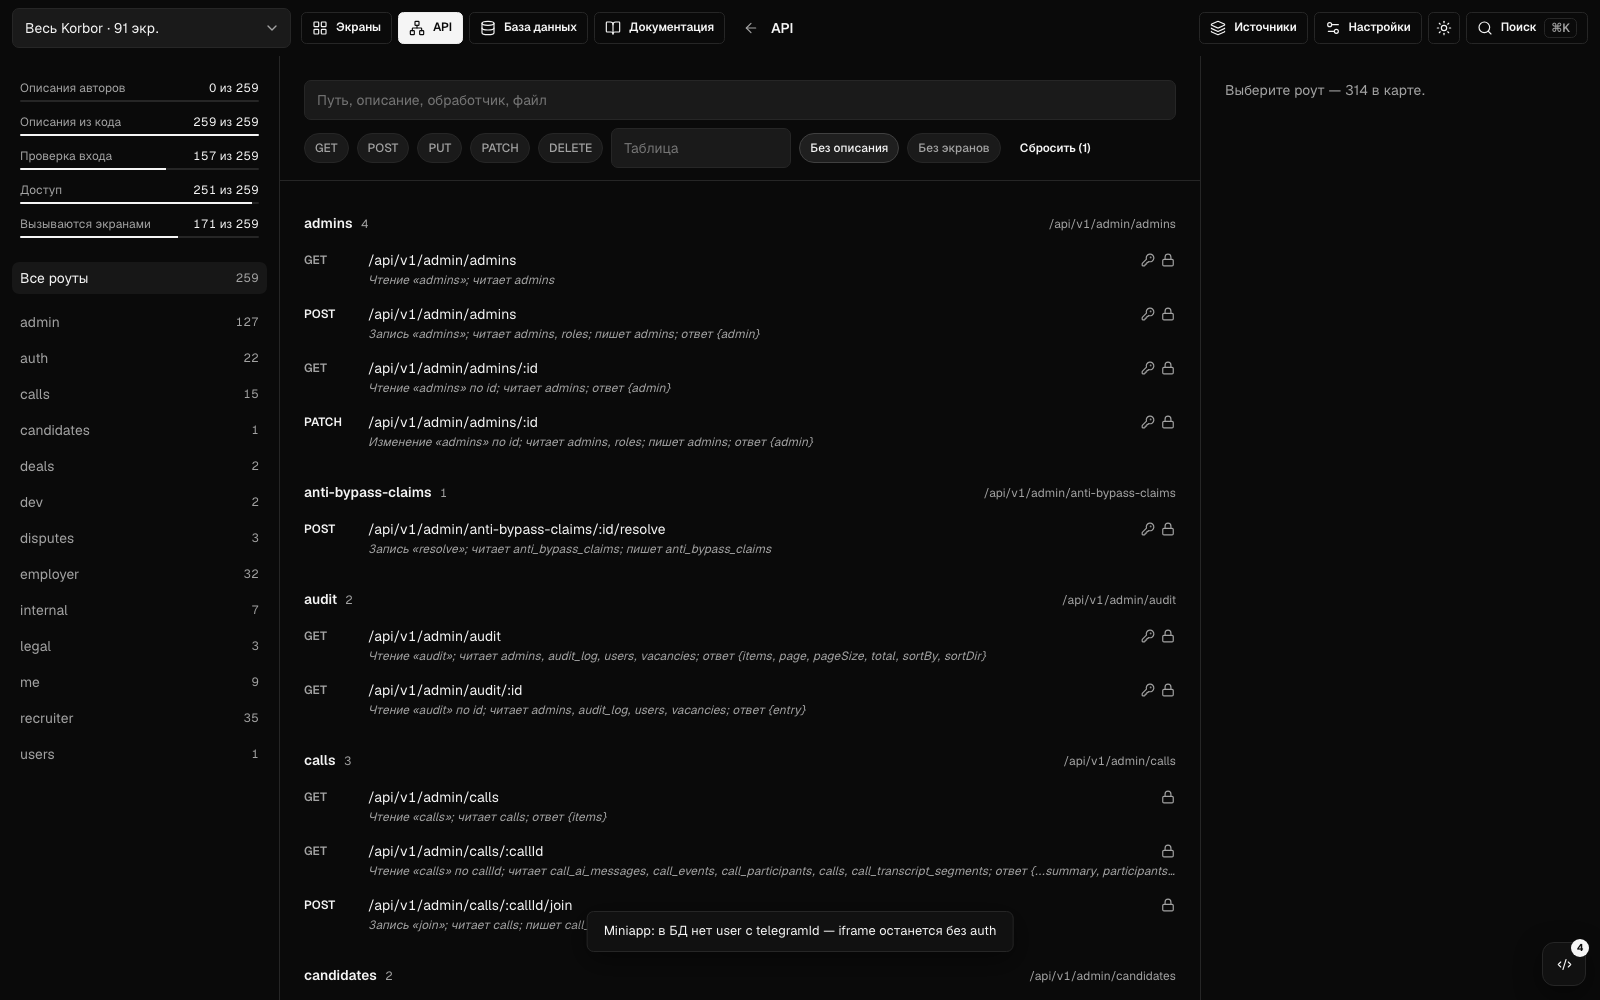 Весь Korbor · 91 экр.
Экраны
API
База данных
Документация
API
Источники
Настройки
Поиск ⌘K
Описания авторов 0 из 259
Описания из кода 259 из 259
Проверка входа 157 из 259
Доступ 251 из 259
Вызываются экранами 171 из 259
Все роуты 259
admin 127
auth 22
calls 15
candidates 1
deals 2
dev 2
disputes 3
employer 32
internal 7
legal 3
me 9
recruiter 35
users 1
Путь, описание, обработчик, файл
GET POST PUT PATCH DELETE Таблица Без описания Без экранов Сбросить (1)
admins 4 /api/v1/admin/admins
GET /api/v1/admin/admins
Чтение «admins»; читает admins
POST /api/v1/admin/admins
Запись «admins»; читает admins, roles; пишет admins; ответ {admin}
GET /api/v1/admin/admins/:id
Чтение «admins» по id; читает admins; ответ {admin}
PATCH /api/v1/admin/admins/:id
Изменение «admins» по id; читает admins, roles; пишет admins; ответ {admin}
anti-bypass-claims 1 /api/v1/admin/anti-bypass-claims
POST /api/v1/admin/anti-bypass-claims/:id/resolve
Запись «resolve»; читает anti_bypass_claims; пишет anti_bypass_claims
audit 2 /api/v1/admin/audit
GET /api/v1/admin/audit
Чтение «audit»; читает admins, audit_log, users, vacancies; ответ {items, page, pageSize, total, sortBy, sortDir}
GET /api/v1/admin/audit/:id
Чтение «audit» по id; читает admins, audit_log, users, vacancies; ответ {entry}
calls 3 /api/v1/admin/calls
GET /api/v1/admin/calls
Чтение «calls»; читает calls; ответ {items}
GET /api/v1/admin/calls/:callId
Чтение «calls» по callId; читает call_ai_messages, call_events, call_participants, calls, call_transcript_segments; ответ {...summary, participants…
POST /api/v1/admin/calls/:callId/join
Запись «join»; читает calls; пишет call_
candidates 2 /api/v1/admin/candidates
Выберите роут — 314 в карте.
Miniapp: в БД нет user с telegramId — iframe останется без auth
4